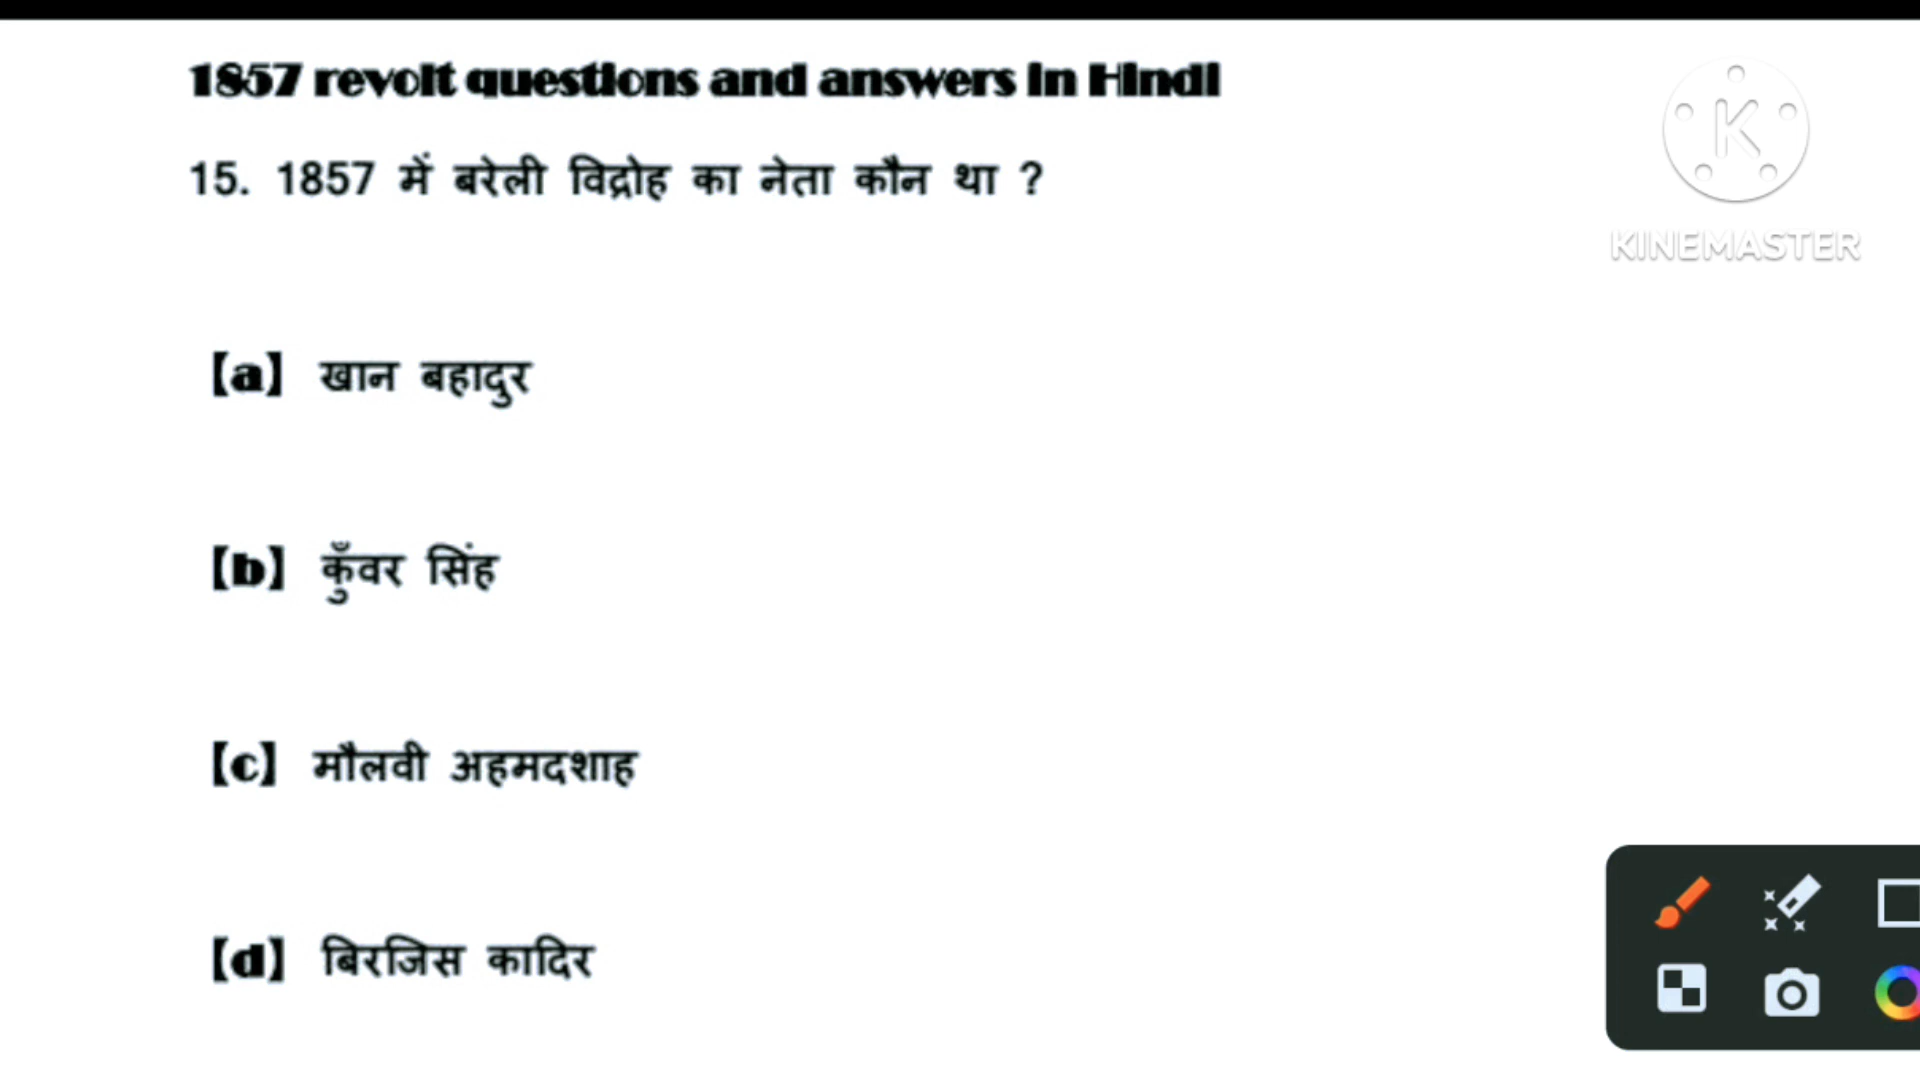 1857 revolt questions and answers in Hindi
15. 1857 में बरेली विद्रोह का नेता कौन था ?
【a】 खान बहादुर
【b】 कुँवर सिंह
【c】 मौलवी अहमदशाह
【d】 बिरजिस कादिर
K
KINEMASTER